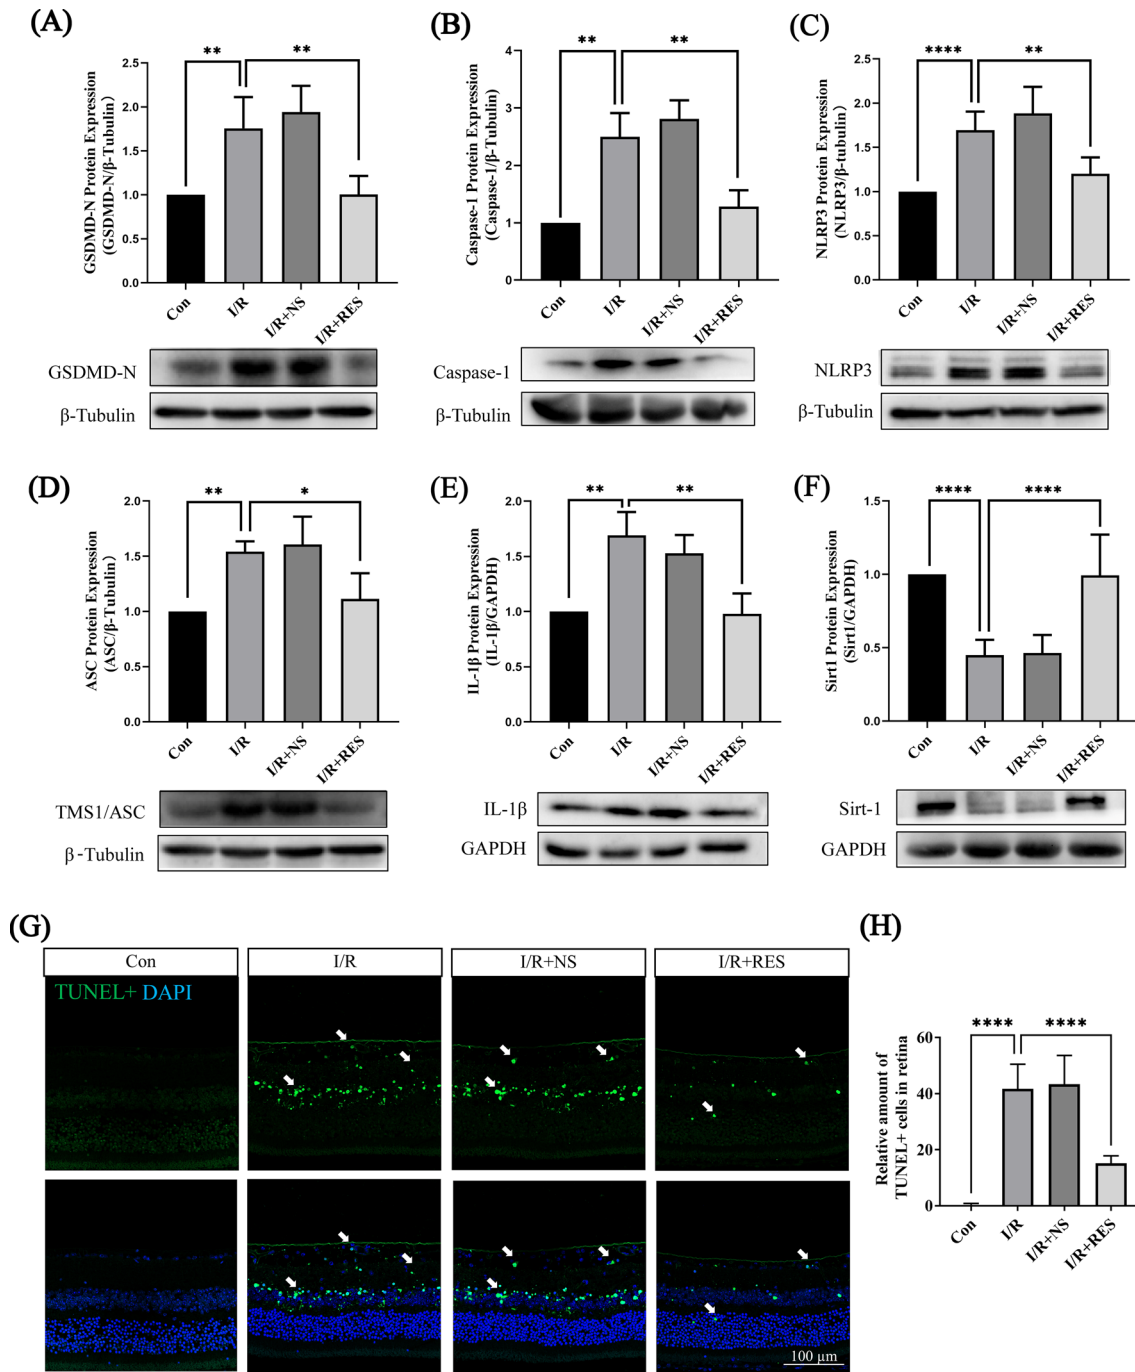 (A)
** **
GSDMD-N Protein Expression
(GSDMD-N/β-Tubulin)
2.5
2.0
1.5
1.0
0.5
0.0
Con
I/R
I/R+NS
I/R+RES
GSDMD-N
β-Tubulin
(B)
** **
Caspase-1 Protein Expression
(Caspase-1/β-Tubulin)
4
3
2
1
0
Con
I/R
I/R+NS
I/R+RES
Caspase-1
β-Tubulin
(C)
**** **
NLRP3 Protein Expression
(NLRP3/β-tubulin)
2.5
2.0
1.5
1.0
0.5
0.0
Con
I/R
I/R+NS
I/R+RES
NLRP3
β-Tubulin
(D)
** *
ASC Protein Expression
(ASC/β-Tubulin)
2.0
1.5
1.0
0.5
0.0
Con
I/R
I/R+NS
I/R+RES
TMS1/ASC
β-Tubulin
(E)
** **
IL-1β Protein Expression
(IL-1β/GAPDH)
2.0
1.5
1.0
0.5
0.0
Con
I/R
I/R+NS
I/R+RES
IL-1β
GAPDH
(F)
**** ****
Sirt1 Protein Expression
(Sirt1/GAPDH)
1.5
1.0
0.5
0.0
Con
I/R
I/R+NS
I/R+RES
Sirt-1
GAPDH
(G)
Con I/R I/R+NS I/R+RES
TUNEL+ DAPI
100 μm
(H)
**** ****
Relative amount of
TUNEL+ cells in retina
60
40
20
0
Con
I/R
I/R+NS
I/R+RES